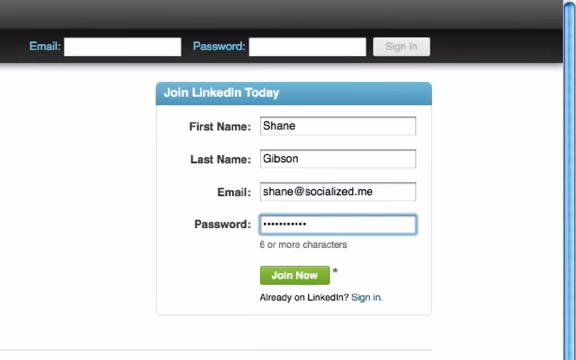 Email: Password: Sign In
Join LinkedIn Today
First Name: Shane
Last Name: Gibson
Email: shane@socialized.me
Password: •••••••••••
6 or more characters
Join Now *
Already on LinkedIn? Sign in.